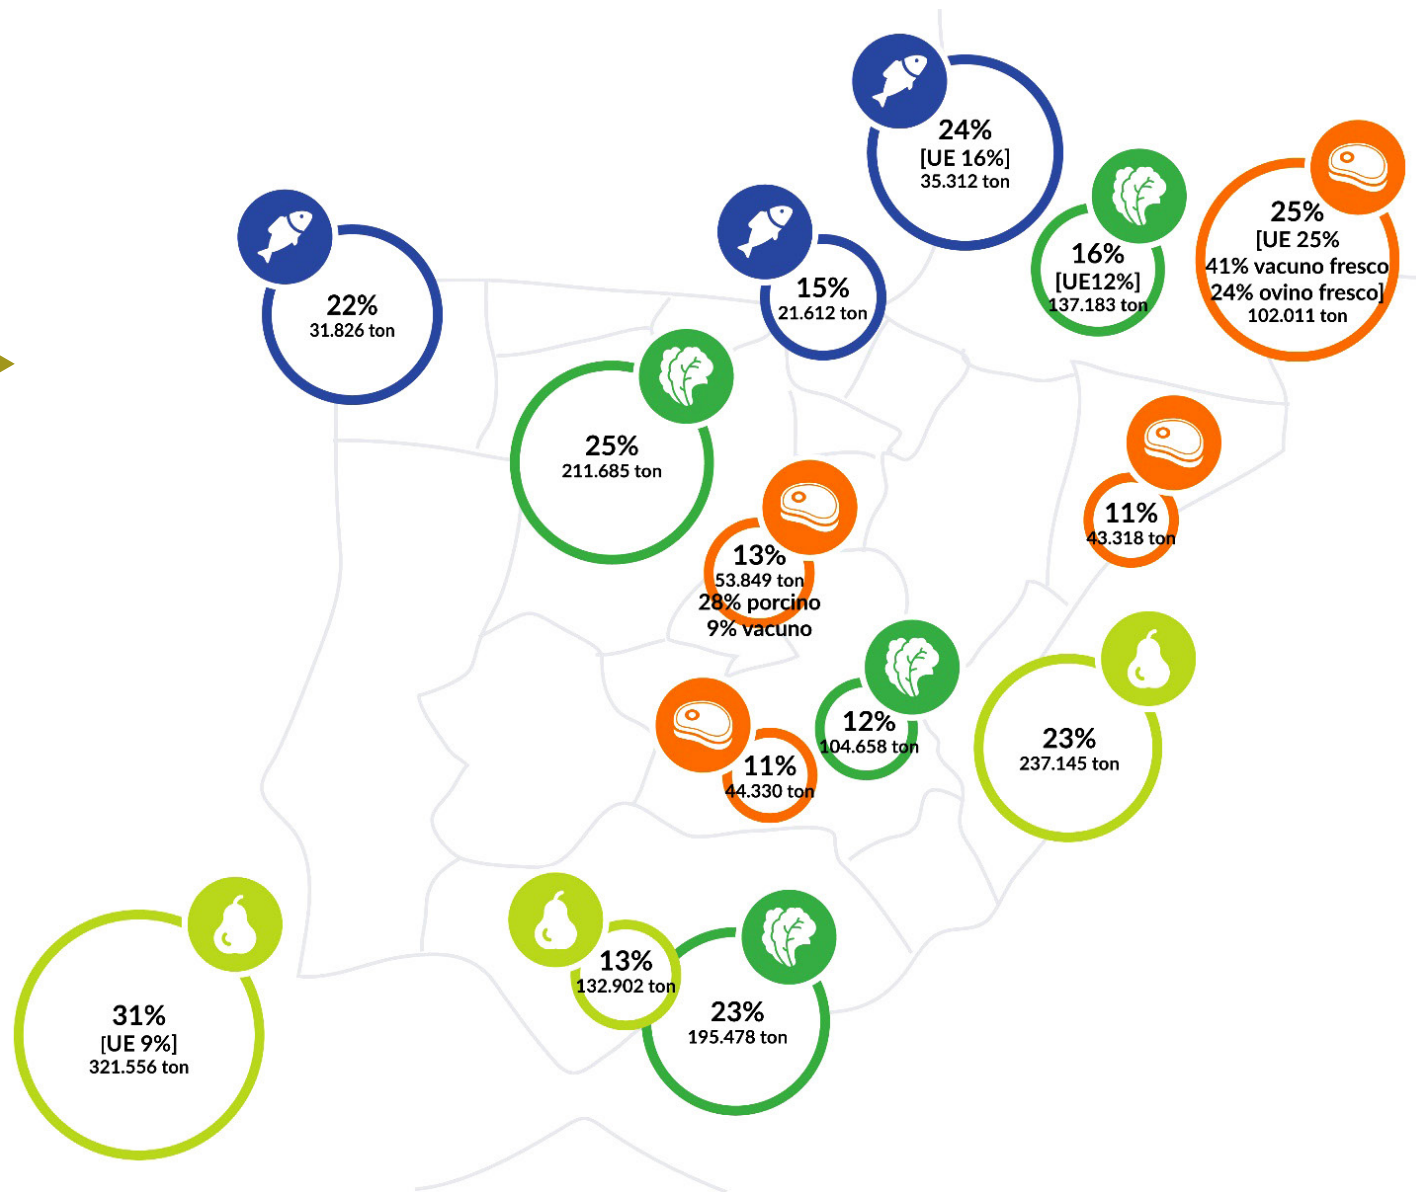 24%
[UE 16%]
35.312 ton
16%
[UE12%]
137.183 ton
25%
[UE 25%
41% vacuno fresco
24% ovino fresco]
102.011 ton
22%
31.826 ton
15%
21.612 ton
25%
211.685 ton
13%
53.849 ton
28% porcino
9% vacuno
11%
43.318 ton
11%
44.330 ton
12%
104.658 ton
23%
237.145 ton
31%
[UE 9%]
321.556 ton
13%
132.902 ton
23%
195.478 ton